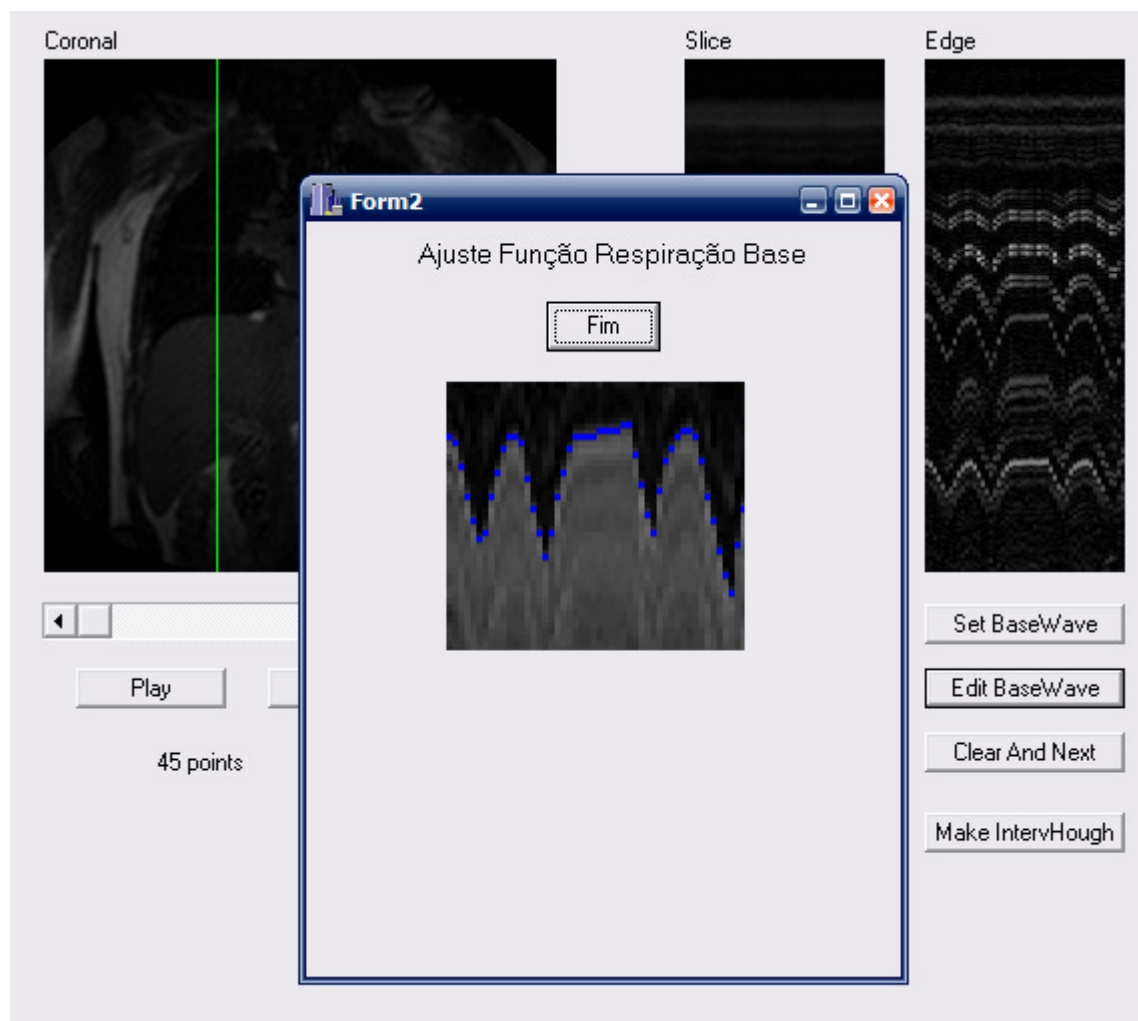 Coronal
Slice
Edge
Form2
Ajuste Função Respiração Base
Fim
Set BaseWave
Play
Edit BaseWave
45 points
Clear And Next
Make IntervHough